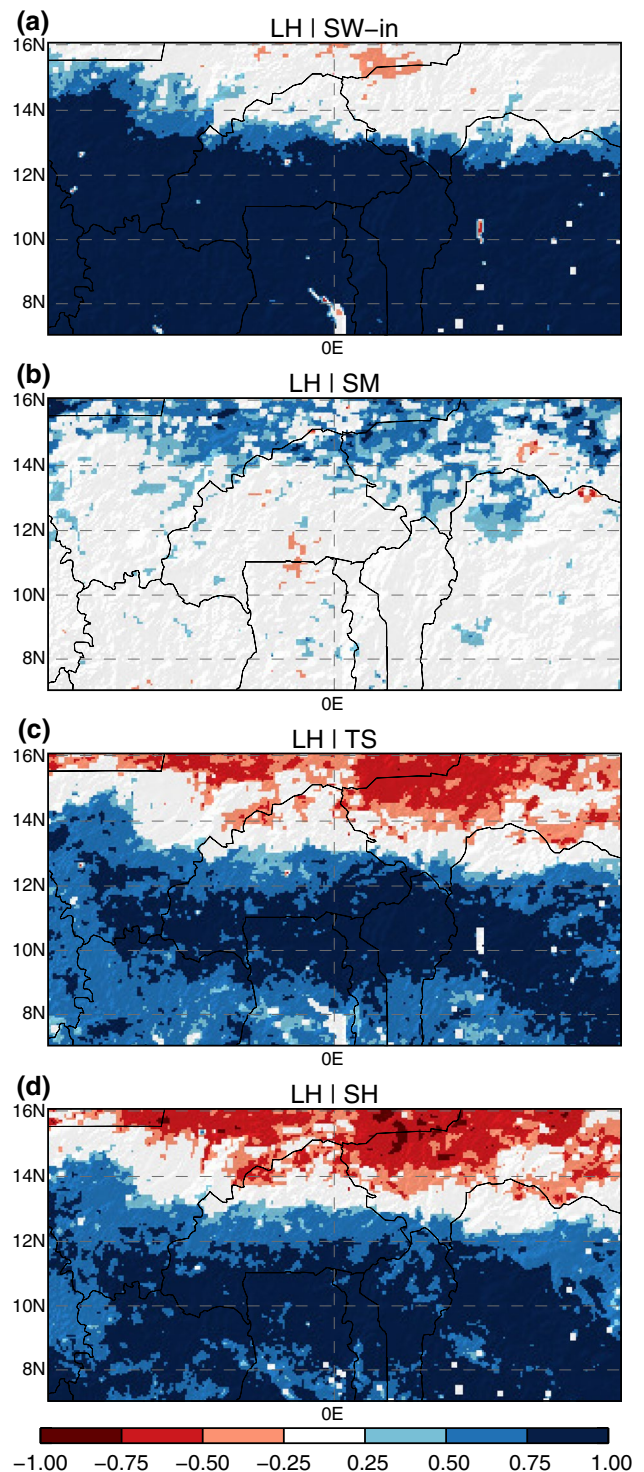 (a) LH | SW−in
16N
14N
12N
10N
8N
0E
(b) LH | SM
16N
14N
12N
10N
8N
0E
(c) LH | TS
16N
14N
12N
10N
8N
0E
(d) LH | SH
16N
14N
12N
10N
8N
0E
−1.00 −0.75 −0.50 −0.25 0.25 0.50 0.75 1.00